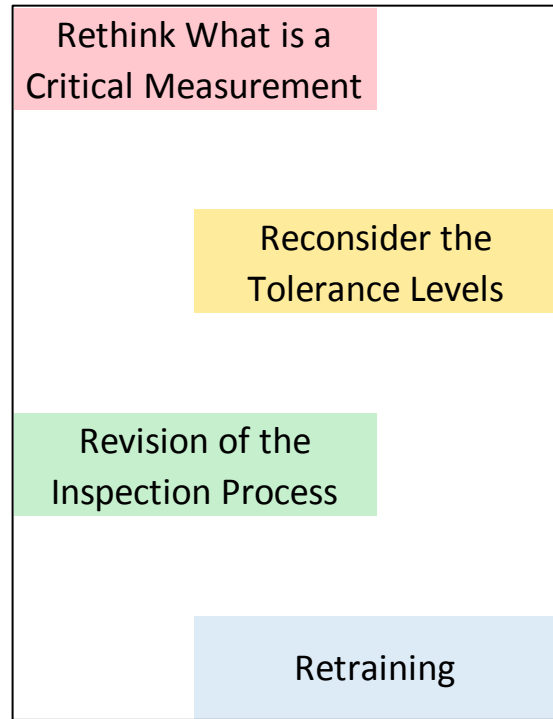 Rethink What is a
Critical Measurement
Reconsider the
Tolerance Levels
Revision of the
Inspection Process
Retraining